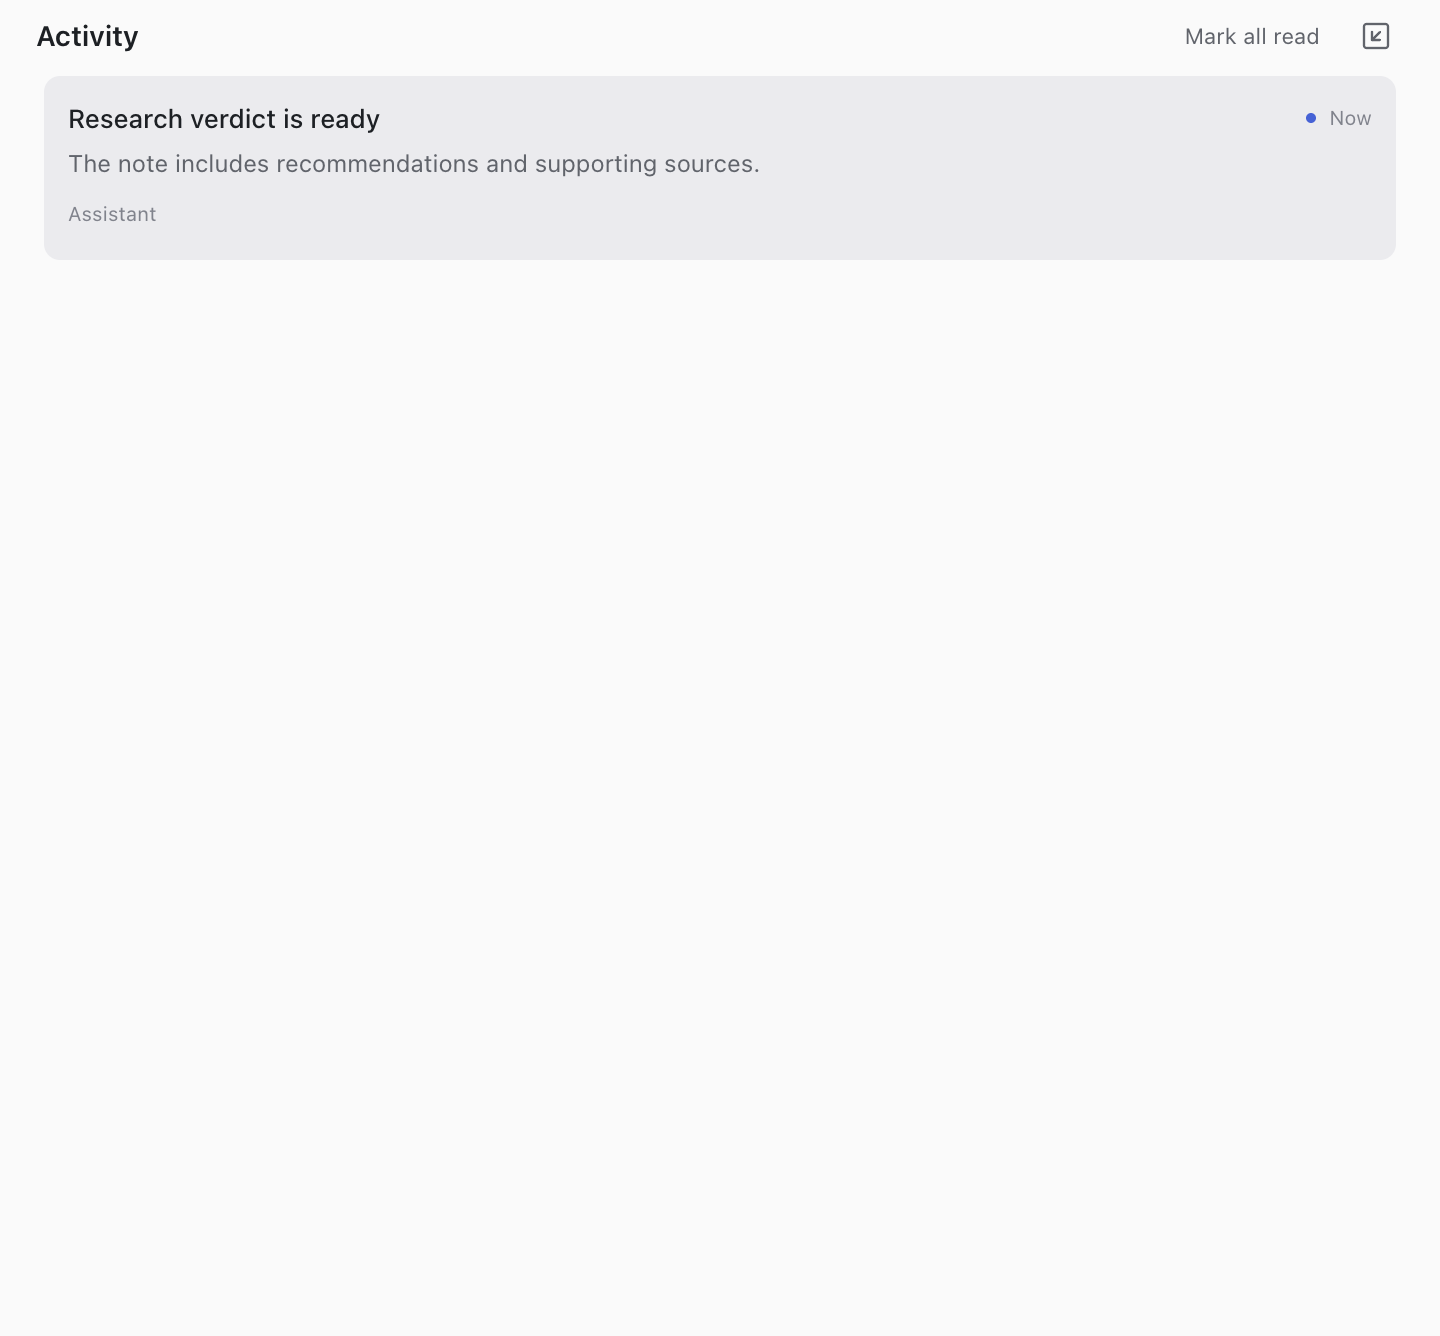 Activity
Mark all read
Research verdict is ready
Now
The note includes recommendations and supporting sources.
Assistant